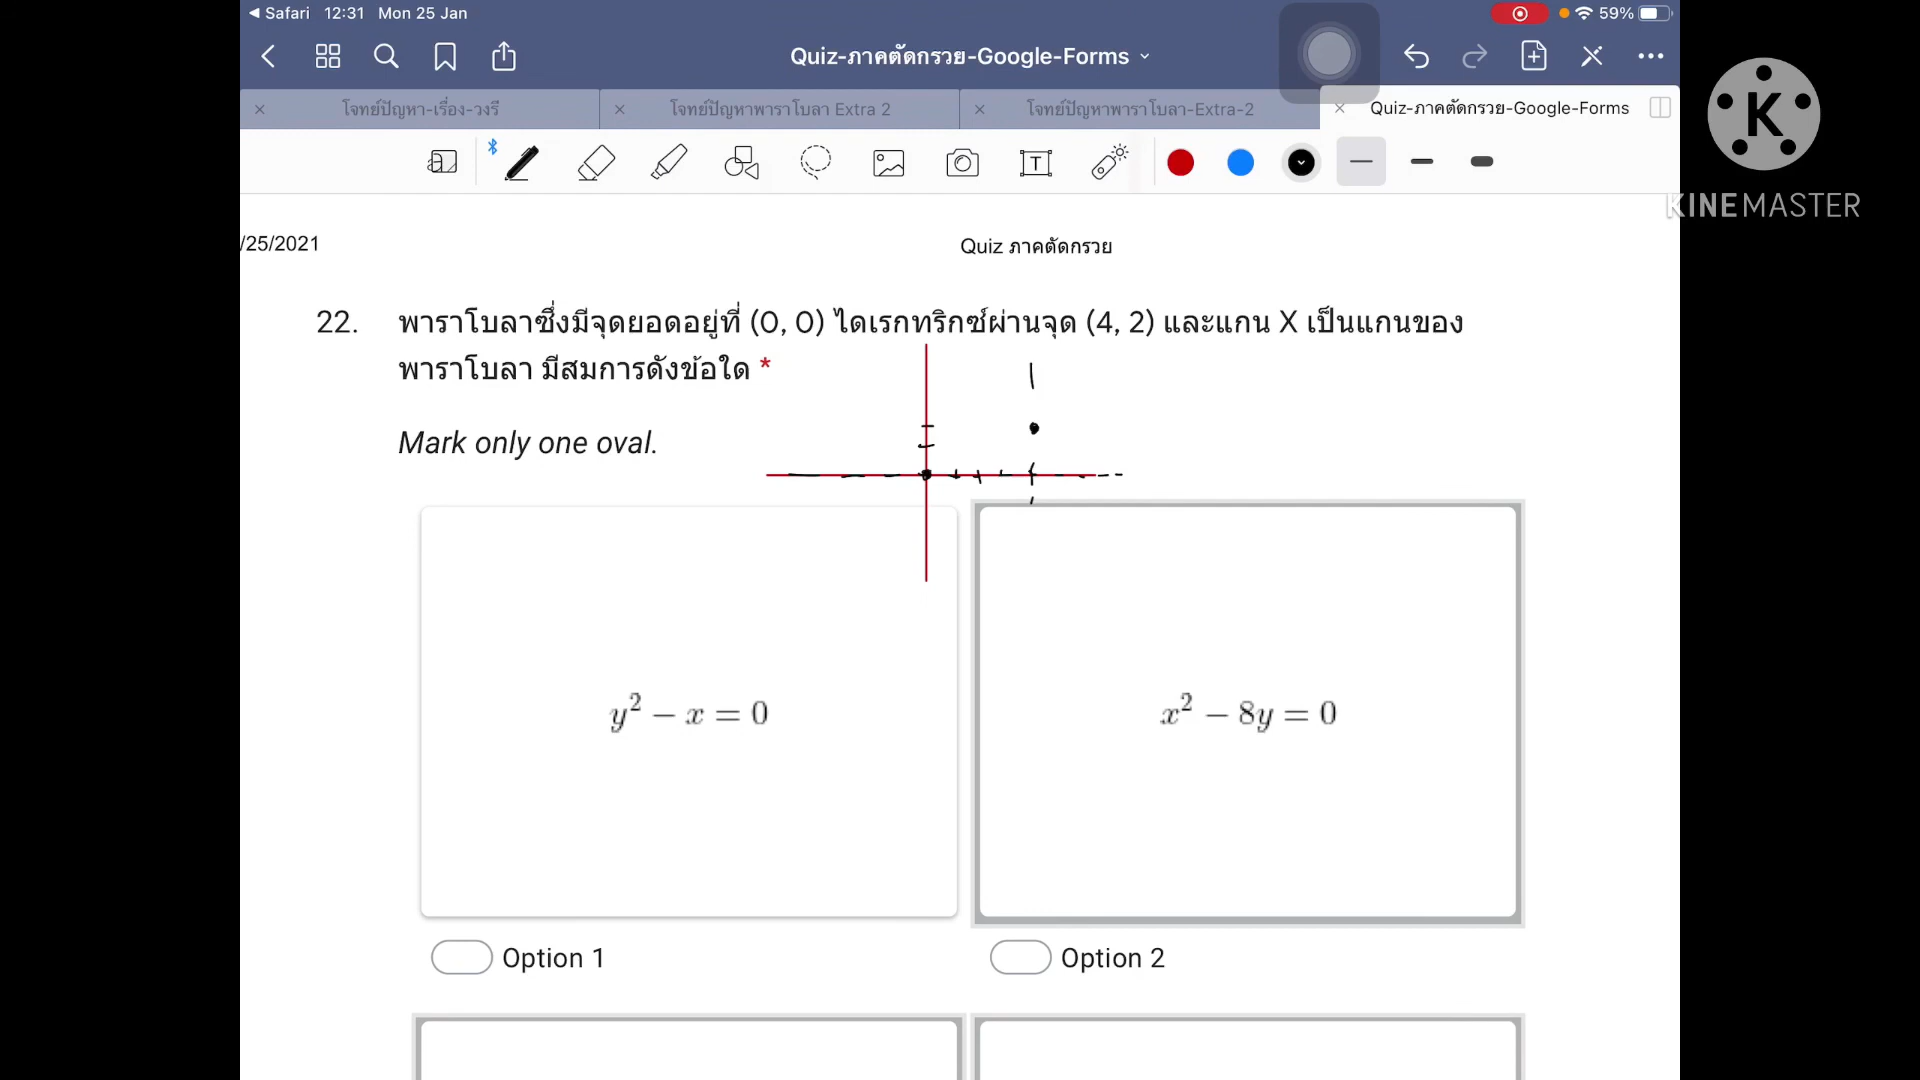 Safari 12:31 Mon 25 Jan
59%
Quiz-ภาคตัดกรวย-Google-Forms
โจทย์ปัญหา-เรื่อง-วงรี
โจทย์ปัญหาพาราโบลา Extra 2
โจทย์ปัญหาพาราโบลา-Extra-2
Quiz-ภาคตัดกรวย-Google-Forms
K
KINEMASTER
/25/2021
Quiz ภาคตัดกรวย
22. พาราโบลาซึ่งมีจุดยอดอยู่ที่ (0, 0) ไดเรกทริกซ์ผ่านจุด (4, 2) และแกน X เป็นแกนของ
พาราโบลา มีสมการดังข้อใด *
Mark only one oval.
y² − x = 0
x² − 8y = 0
Option 1
Option 2